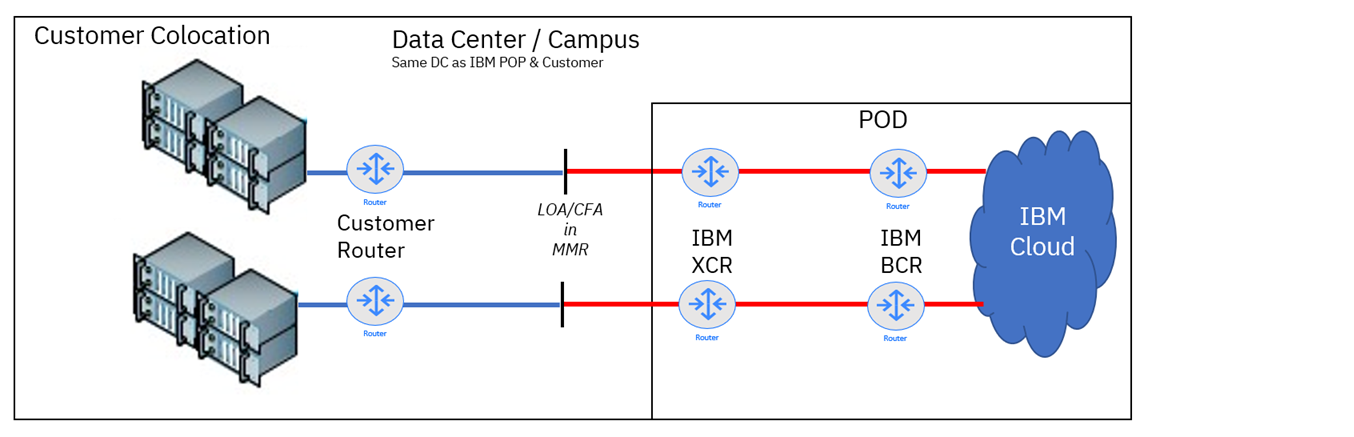 Customer Colocation
Data Center / Campus
Same DC as IBM POP & Customer
POD
Router
Router
Router
LOA/CFA
in
MMR
Customer
Router
IBM
XCR
IBM
BCR
IBM
Cloud
Router
Router
Router